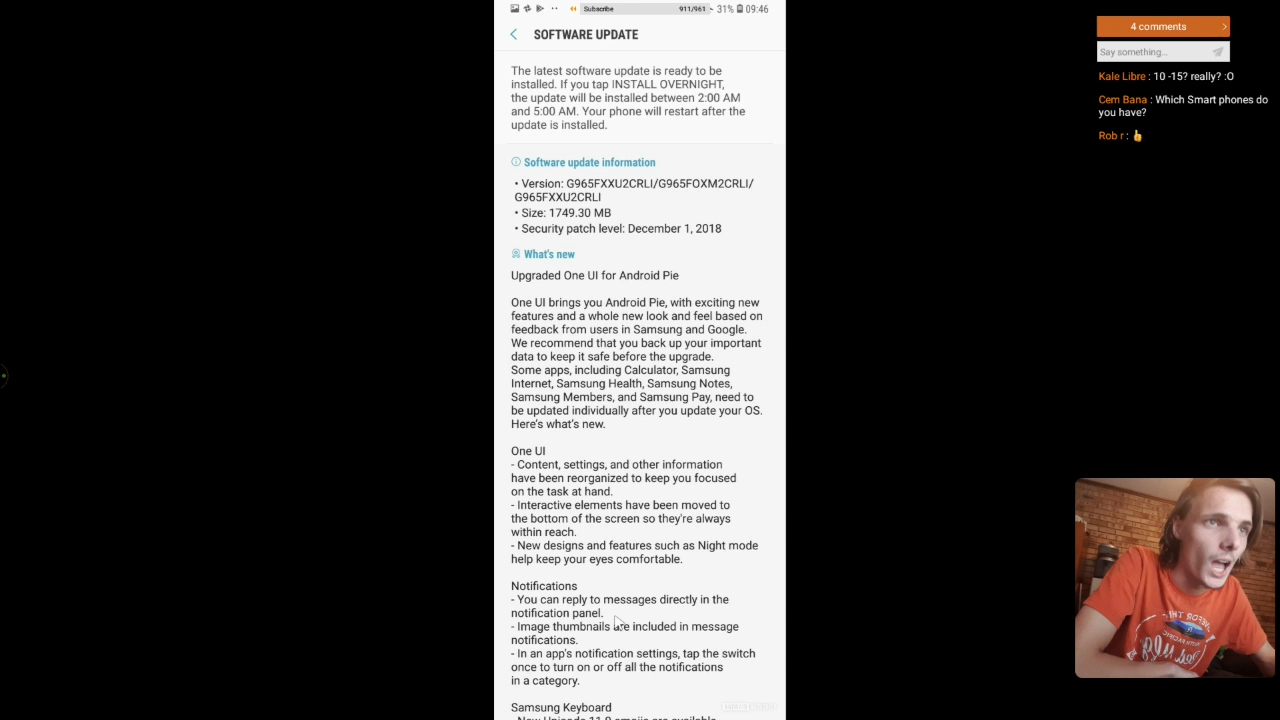 Subscribe 911/961 31% 09:46
SOFTWARE UPDATE
The latest software update is ready to be
installed. If you tap INSTALL OVERNIGHT,
the update will be installed between 2:00 AM
and 5:00 AM. Your phone will restart after the
update is installed.
Software update information
• Version: G965FXXU2CRLI/G965FOXM2CRLI/
G965FXXU2CRLI
• Size: 1749.30 MB
• Security patch level: December 1, 2018
What's new
Upgraded One UI for Android Pie
One UI brings you Android Pie, with exciting new
features and a whole new look and feel based on
feedback from users in Samsung and Google.
We recommend that you back up your important
data to keep it safe before the upgrade.
Some apps, including Calculator, Samsung
Internet, Samsung Health, Samsung Notes,
Samsung Members, and Samsung Pay, need to
be updated individually after you update your OS.
Here's what's new.
One UI
- Content, settings, and other information
have been reorganized to keep you focused
on the task at hand.
- Interactive elements have been moved to
the bottom of the screen so they're always
within reach.
- New designs and features such as Night mode
help keep your eyes comfortable.
Notifications
- You can reply to messages directly in the
notification panel.
- Image thumbnails are included in message
notifications.
- In an app's notification settings, tap the switch
once to turn on or off all the notifications
in a category.
Samsung Keyboard
- New Unicode 11.0 emojis are available
4 comments
Say something...
Kale Libre : 10 -15? really? :O
Cem Bana : Which Smart phones do
you have?
Rob r :